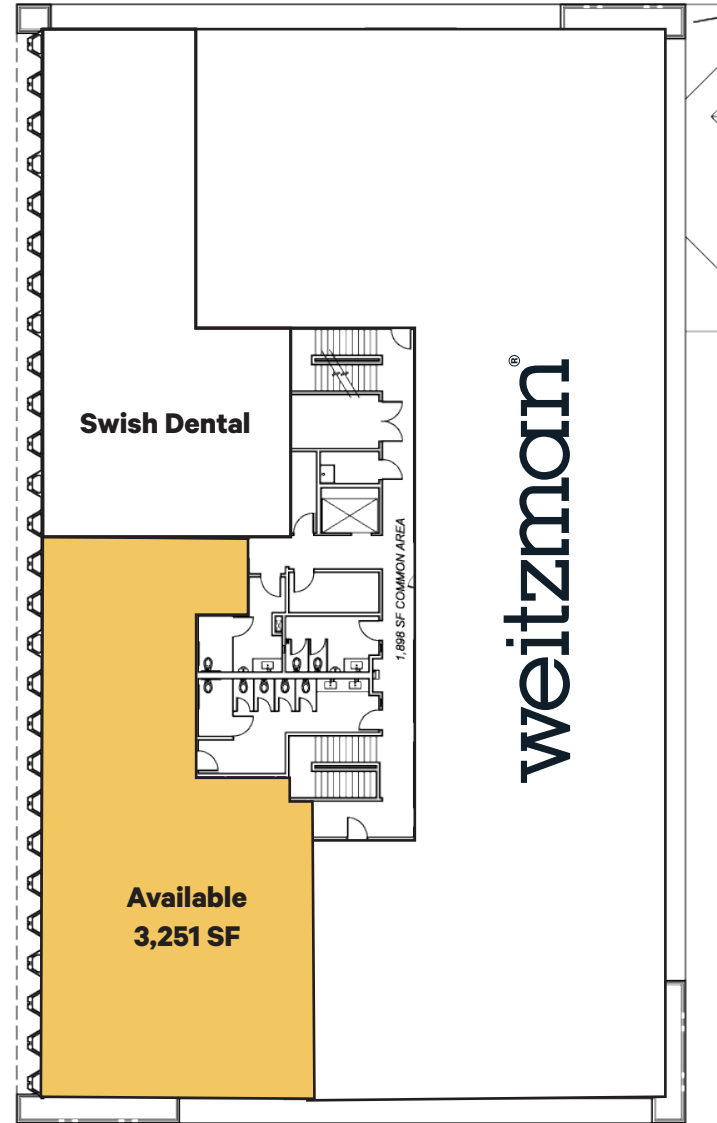 Swish Dental
1,898 SF COMMON AREA
weitzman®
Available
3,251 SF